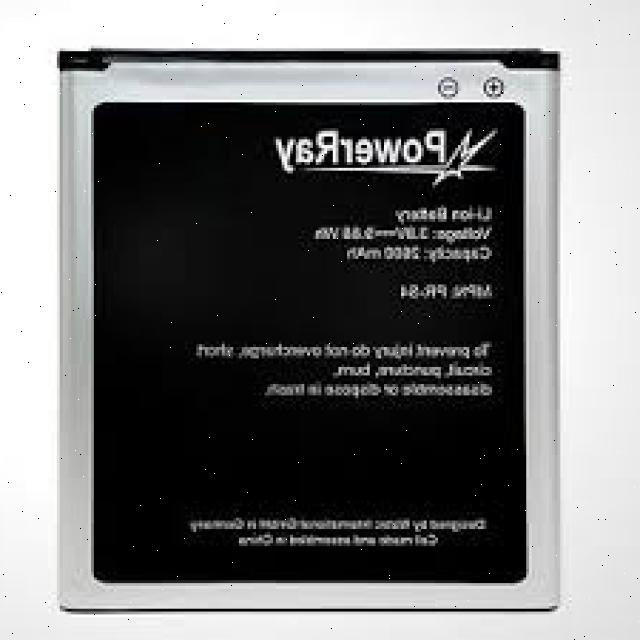 PowerRay
Li-ion Battery
Voltage: 3.8V 9.88 Wh
Capacity: 2600 mAh
MPN: PR-S4
To prevent injury do not overcharge, short
circuit, puncture, burn,
disassemble or dispose in trash.
Designed by International GmbH in Germany
Cell made and assembled in China